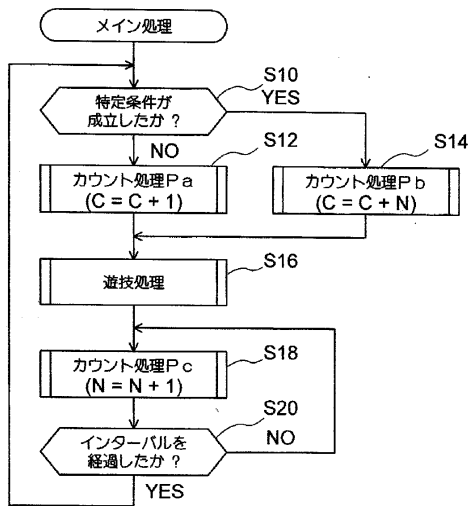 メイン処理
S10
特定条件が
成立したか ?
YES
NO
S12
カウント処理Pa
(C = C + 1)
S14
カウント処理Pb
(C = C + N)
S16
遊技処理
S18
カウント処理Pc
(N = N + 1)
S20
インターバルを
経過したか ?
NO
YES